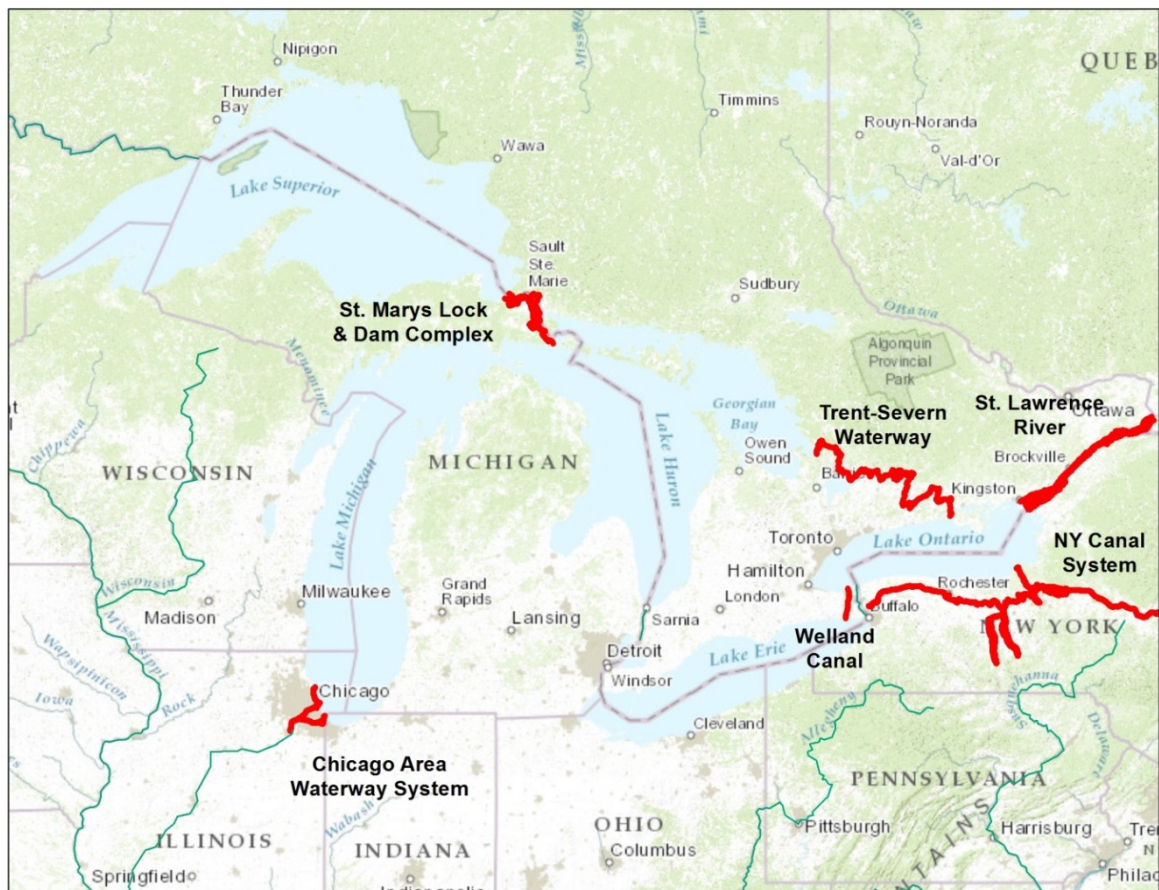 Nipigon
QUEB
Thunder
Bay
Timmins
Rouyn-Noranda
Wawa
Val-d'Or
Lake Superior
Sault
Ste.
Marie
Sudbury
St. Marys Lock
& Dam Complex
Ottawa
Algonquin
Provincial
Park
Menominee
Georgian
Bay
Trent-Severn
Waterway
St. Lawrence
River
Ottawa
Chippewa
WISCONSIN
MICHIGAN
Lake Michigan
Lake Huron
Owen
Sound
Brockville
Kingston
Toronto
Lake Ontario
NY Canal
System
Hamilton
Rochester
Wisconsin
Madison
Milwaukee
Grand
Rapids
Lansing
Sarnia
London
Buffalo
NEW YORK
Mississippi
Wapsipinicon
Detroit
Windsor
Lake Erie
Welland
Canal
Iowa
Rock
Chicago
Cleveland
Allegheny
Susquehanna
Delaware
Chicago Area
Waterway System
PENNSYLVANIA
Wabash
ILLINOIS
INDIANA
OHIO
Columbus
Pittsburgh
Harrisburg
Tre
N
TAINS
Springfield
Philac